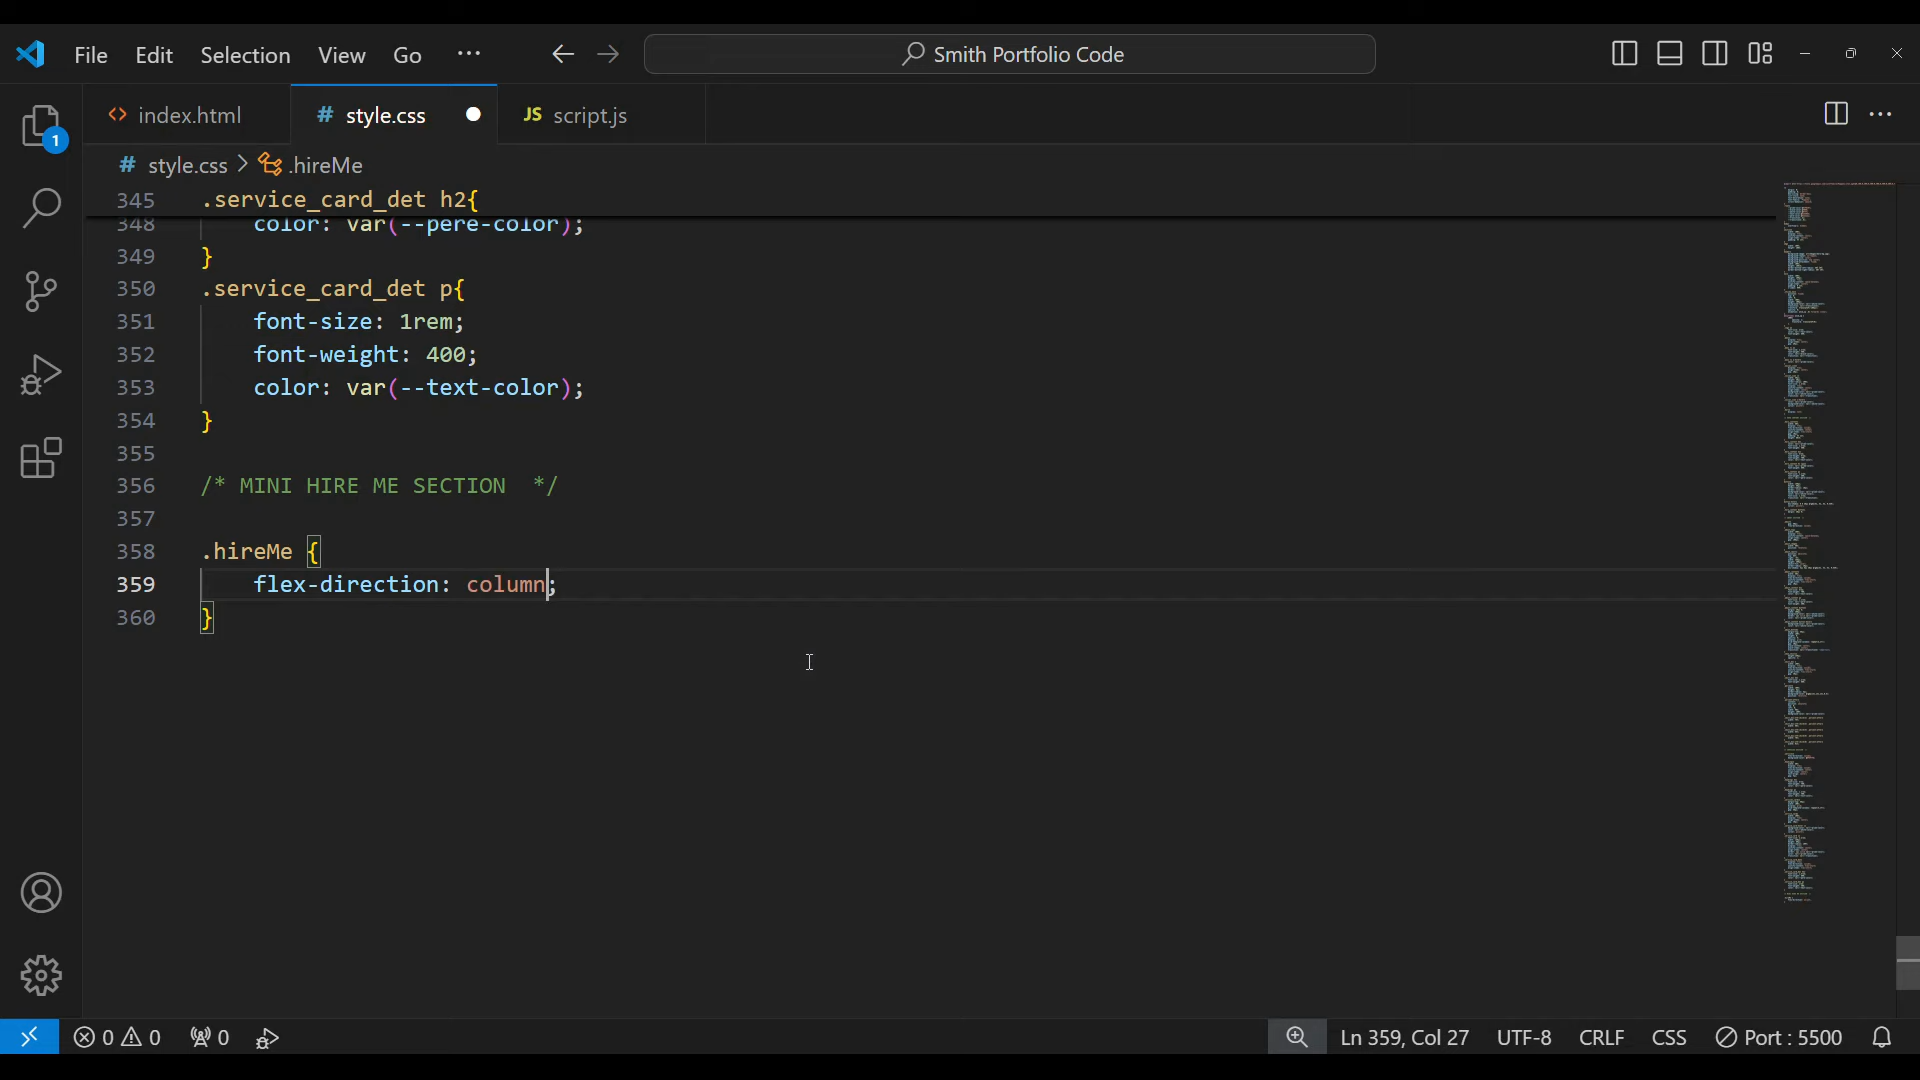 File Edit Selection View Go ··· Smith Portfolio Code
1
<> index.html # style.css JS script.js
# style.css > .hireMe
345 .service_card_det h2{
348 color: var(--pere-color);
349 }
350 .service_card_det p{
351 font-size: 1rem;
352 font-weight: 400;
353 color: var(--text-color);
354 }
355
356 /* MINI HIRE ME SECTION  */
357
358 .hireMe {
359 flex-direction: column;
360 }
0 0 0 Ln 359, Col 27 UTF-8 CRLF CSS Port : 5500